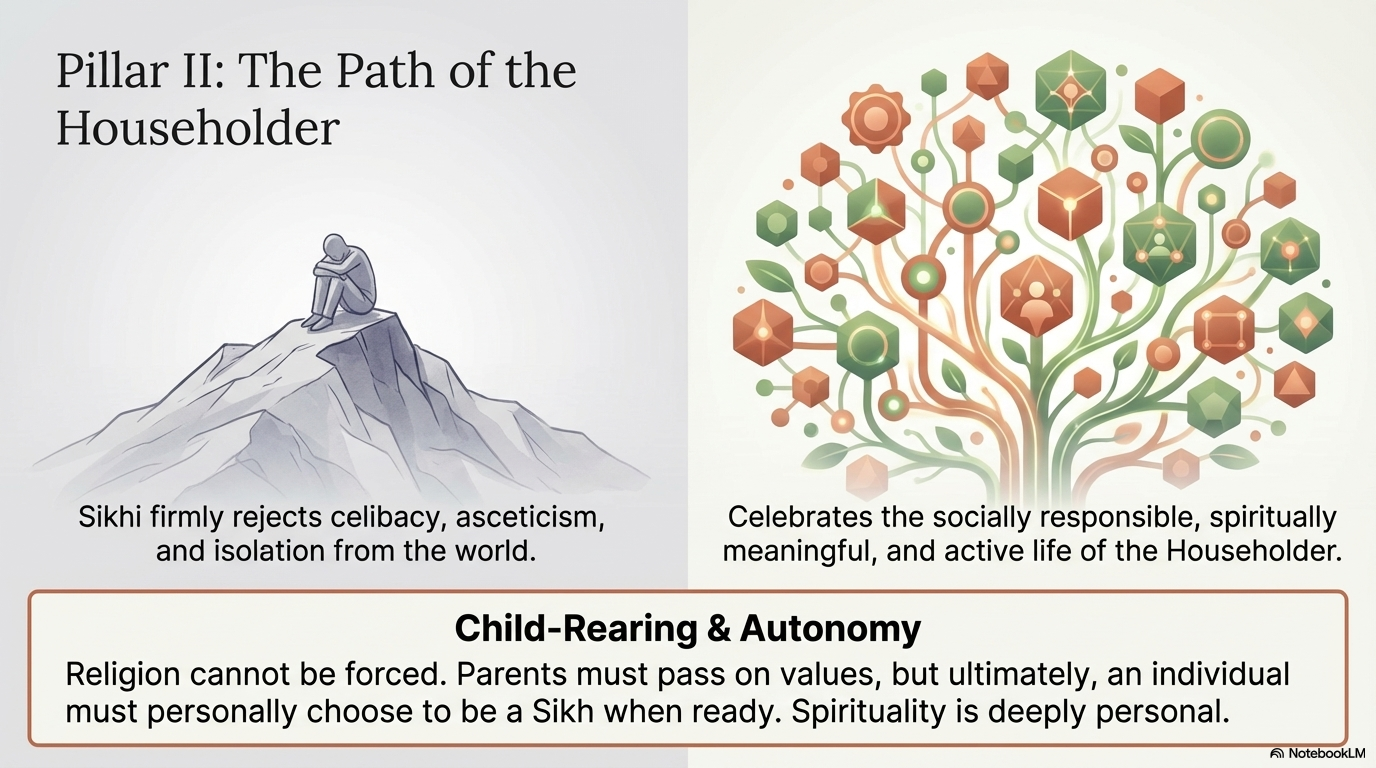 Pillar II: The Path of the
Householder
Sikhi firmly rejects celibacy, asceticism,
and isolation from the world.
Celebrates the socially responsible, spiritually
meaningful, and active life of the Householder.
Child-Rearing & Autonomy
Religion cannot be forced. Parents must pass on values, but ultimately, an individual
must personally choose to be a Sikh when ready. Spirituality is deeply personal.
NotebookLM